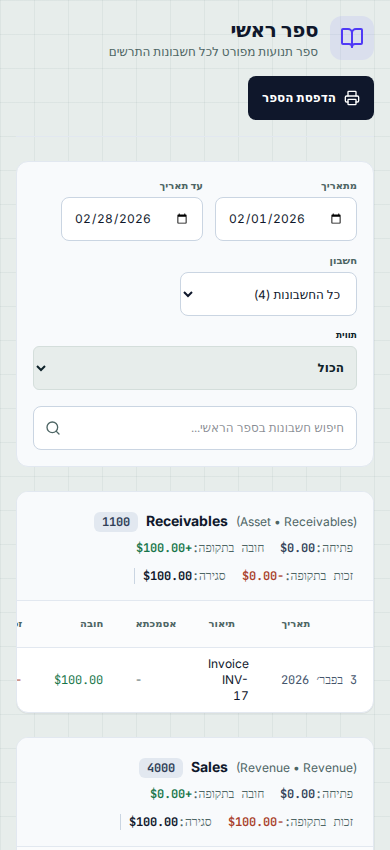 ספר ראשי
ספר תנועות מפורט לכל חשבונות התרשים
הדפסת הספר
מתאריך
עד תאריך
02/01/2026
02/28/2026
חשבון
כל החשבונות (4)
תווית
הכול
חיפוש חשבונות בספר הראשי...
1100 Receivables (Asset • Receivables)
פתיחה: $0.00 חובה בתקופה: +$100.00
זכות בתקופה: -$0.00 סגירה: $100.00
תאריך תיאור אסמכתא חובה
3 בפבר׳ 2026 Invoice INV-17 - $100.00 -
4000 Sales (Revenue • Revenue)
פתיחה: $0.00 חובה בתקופה: +$0.00
זכות בתקופה: -$100.00 סגירה: $100.00